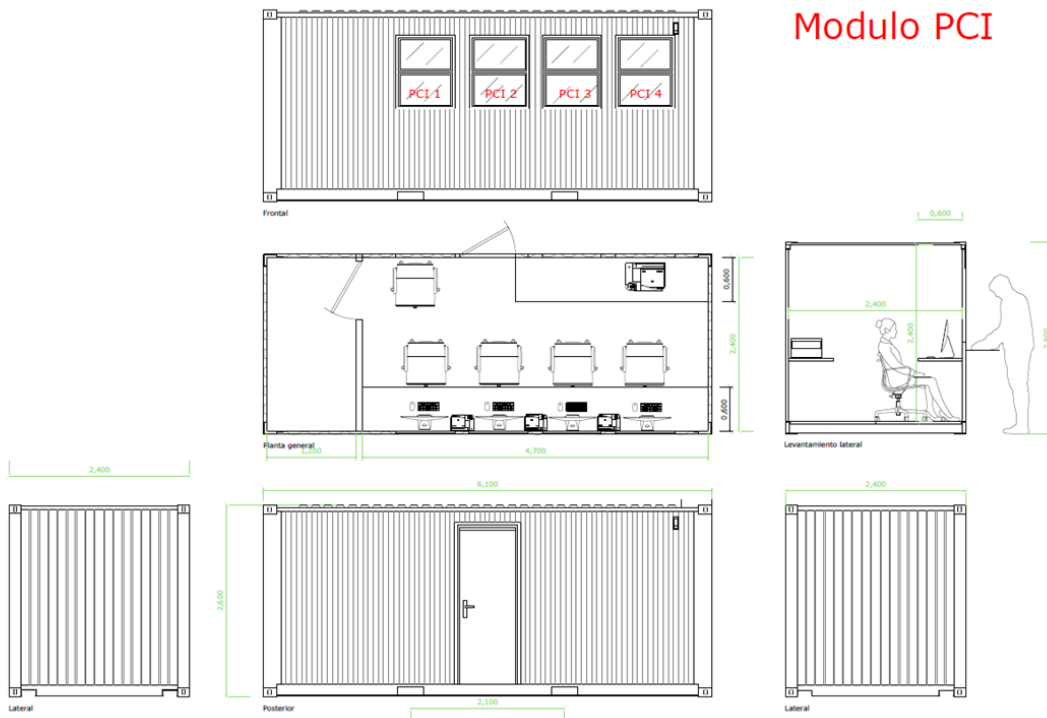 Modulo PCI
PCI 1
PCI 2
PCI 3
PCI 4
Frontal
0,600
0,600
2,400
0,600
2,400
2,400
2,600
Planta general
1,200
4,700
Levantamiento lateral
2,400
6,100
2,400
2,600
Lateral
Posterior
2,100
Lateral